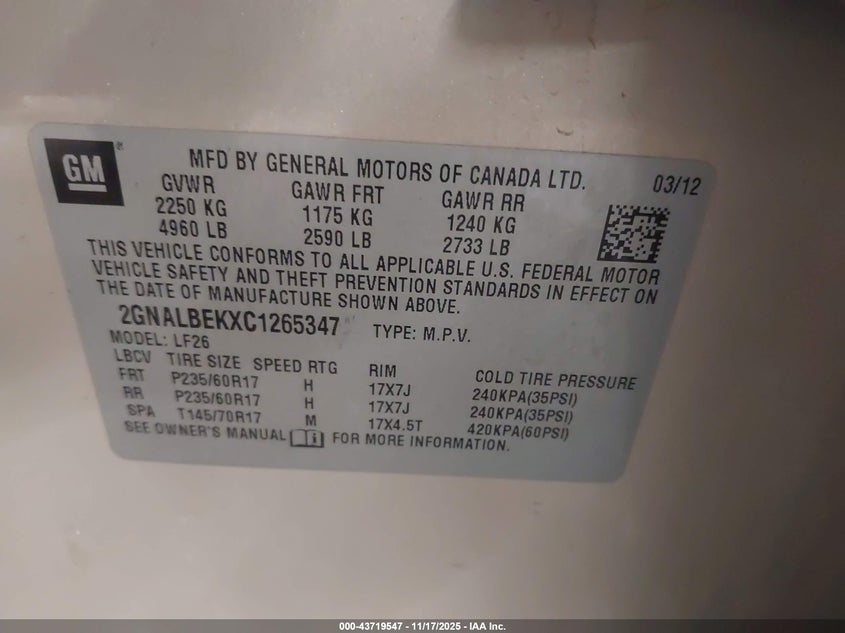 GM ®
MFD BY GENERAL MOTORS OF CANADA LTD. 03/12
GVWR GAWR FRT GAWR RR
2250 KG 1175 KG 1240 KG
4960 LB 2590 LB 2733 LB
THIS VEHICLE CONFORMS TO ALL APPLICABLE U.S. FEDERAL MOTOR
VEHICLE SAFETY AND THEFT PREVENTION STANDARDS IN EFFECT ON
THE DATE OF MANUFACTURE SHOWN ABOVE.
2GNALBEKXC1265347 TYPE: M.P.V.
MODEL: LF26
LBCV TIRE SIZE SPEED RTG RIM COLD TIRE PRESSURE
FRT P235/60R17 H 17X7J 240KPA(35PSI)
RR P235/60R17 H 17X7J 240KPA(35PSI)
SPA T145/70R17 M 17X4.5T 420KPA(60PSI)
SEE OWNER'S MANUAL i FOR MORE INFORMATION.
000-43719547 - 11/17/2025 - IAA Inc.